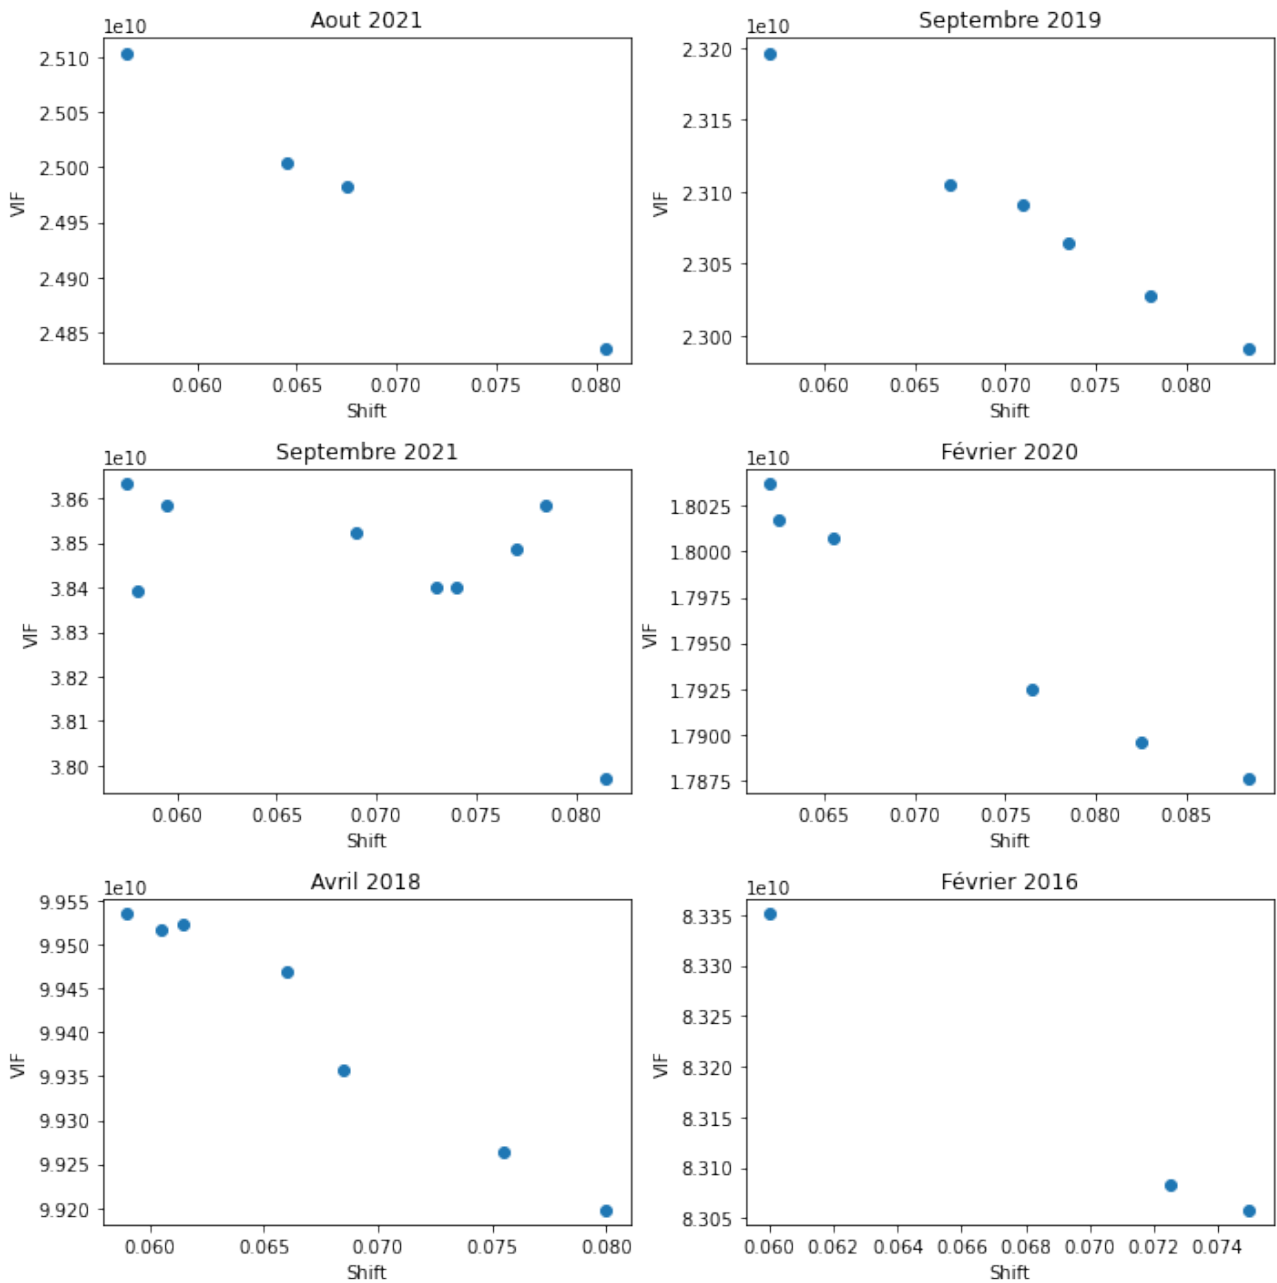 Aout 2021
1e10
2.510
2.505
2.500
2.495
2.490
2.485
VIF
0.060 0.065 0.070 0.075 0.080
Shift
Septembre 2019
1e10
2.320
2.315
2.310
2.305
2.300
VIF
0.060 0.065 0.070 0.075 0.080
Shift
Septembre 2021
1e10
3.86
3.85
3.84
3.83
3.82
3.81
3.80
VIF
0.060 0.065 0.070 0.075 0.080
Shift
Février 2020
1e10
1.8025
1.8000
1.7975
1.7950
1.7925
1.7900
1.7875
VIF
0.065 0.070 0.075 0.080 0.085
Shift
Avril 2018
1e10
9.955
9.950
9.945
9.940
9.935
9.930
9.925
9.920
VIF
0.060 0.065 0.070 0.075 0.080
Shift
Février 2016
1e10
8.335
8.330
8.325
8.320
8.315
8.310
8.305
VIF
0.060 0.062 0.064 0.066 0.068 0.070 0.072 0.074
Shift